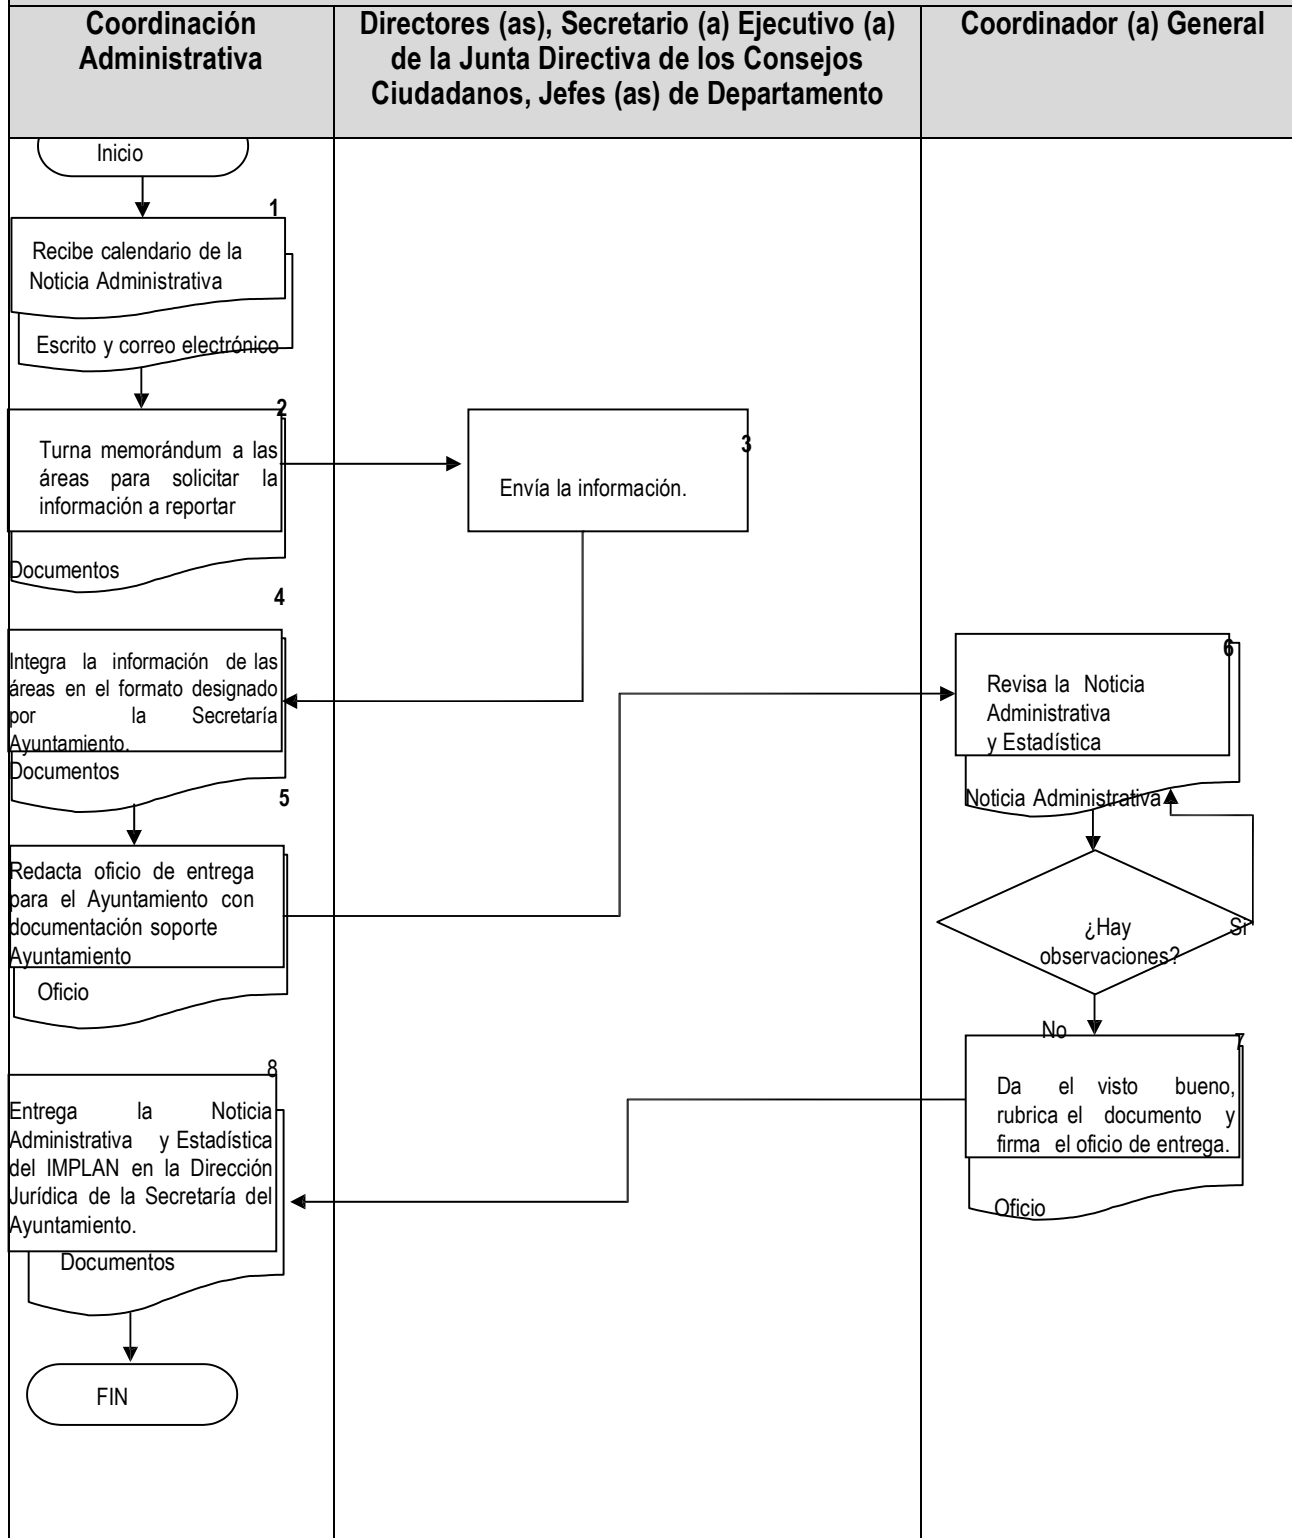 Coordinación
Administrativa
Directores (as), Secretario (a) Ejecutivo (a)
de la Junta Directiva de los Consejos
Ciudadanos, Jefes (as) de Departamento
Coordinador (a) General
Inicio
1
Recibe calendario de la
Noticia Administrativa
Escrito y correo electrónico
2
Turna memorándum a las
áreas para solicitar la
información a reportar
Documentos
3
Envía la información.
4
Integra la información de las
áreas en el formato designado
por la Secretaría
Ayuntamiento.
Documentos
5
Redacta oficio de entrega
para el Ayuntamiento con
documentación soporte
Ayuntamiento
Oficio
6
Revisa la Noticia
Administrativa
y Estadística
Noticia Administrativa
¿Hay
observaciones?
Si
No
7
Da el visto bueno,
rubrica el documento y
firma el oficio de entrega.
Oficio
8
Entrega la Noticia
Administrativa y Estadística
del IMPLAN en la Dirección
Jurídica de la Secretaría del
Ayuntamiento.
Documentos
FIN